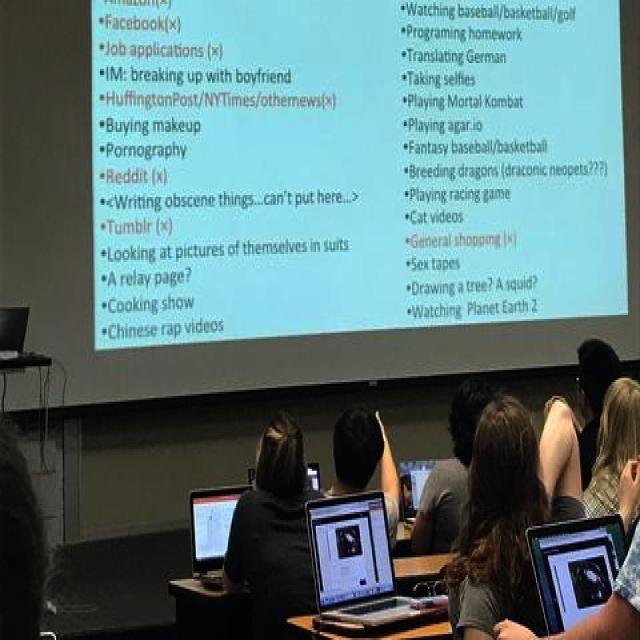 Amazon(x)
•Facebook(x)
•Job applications (x)
•IM: breaking up with boyfriend
•HuffingtonPost/NYTimes/othernews(x)
•Buying makeup
•Pornography
•Reddit (x)
•<Writing obscene things...can't put here...>
•Tumblr (x)
•Looking at pictures of themselves in suits
•A relay page?
•Cooking show
•Chinese rap videos
•Watching baseball/basketball/golf
•Programing homework
•Translating German
•Taking selfies
•Playing Mortal Kombat
•Playing agar.io
•Fantasy baseball/basketball
•Breeding dragons (draconic neopets???)
•Playing racing game
•Cat videos
•General shopping (x)
•Sex tapes
•Drawing a tree? A squid?
•Watching Planet Earth 2